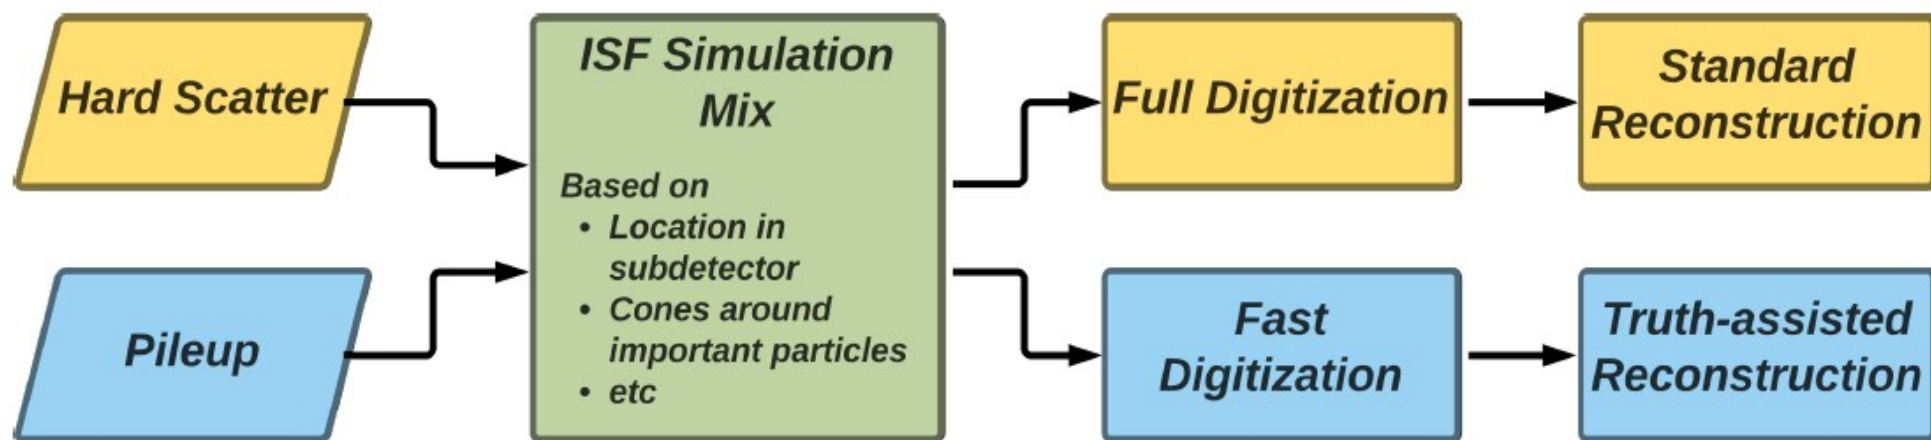 Hard Scatter
Pileup
ISF Simulation
Mix
Based on
• Location in
subdetector
• Cones around
important particles
• etc
Full Digitization
Fast
Digitization
Standard
Reconstruction
Truth-assisted
Reconstruction